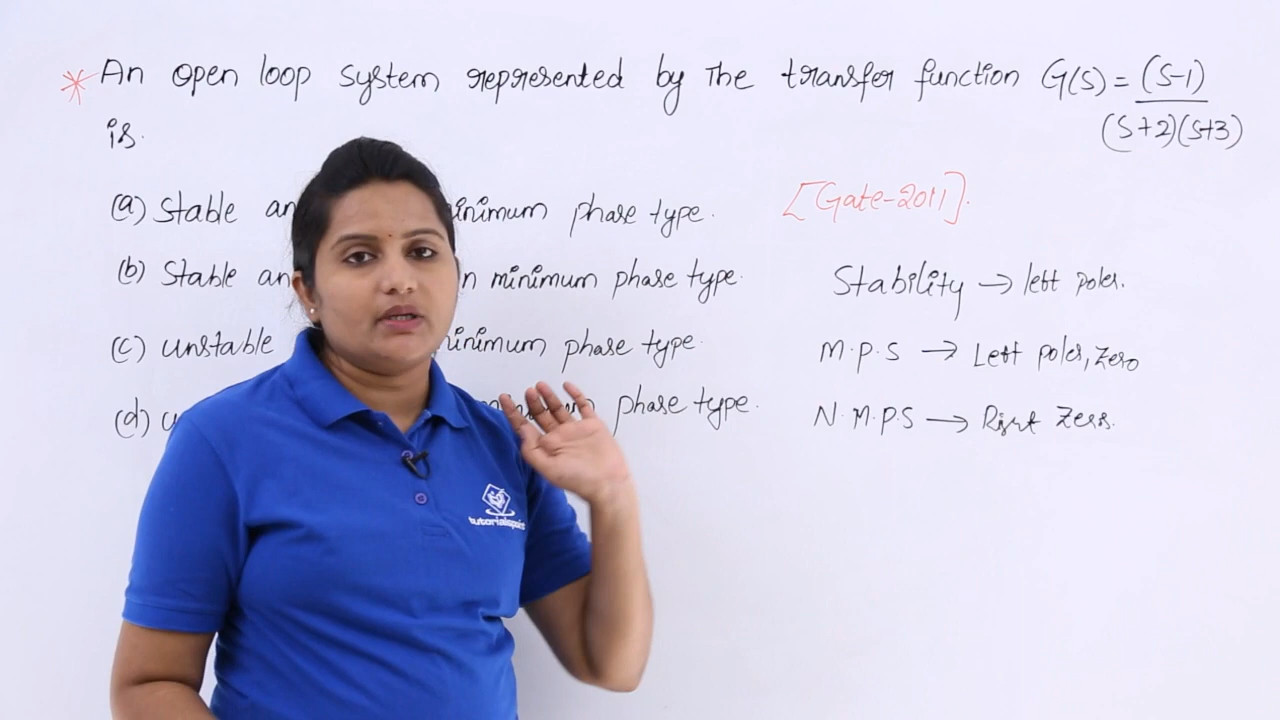 * An open loop system represented by the transfer function G(s) = (s-1)
(s+2)(s+3)
is.
[Gate-2011].
(a) Stable an inimum phase type.
(b) Stable an n minimum phase type.
(c) unstable inimum phase type.
(d) u minimum phase type.
Stability → left poles.
M.P.S → Left poles, zero
N.M.P.S → Right zeros.
tutorialspoint